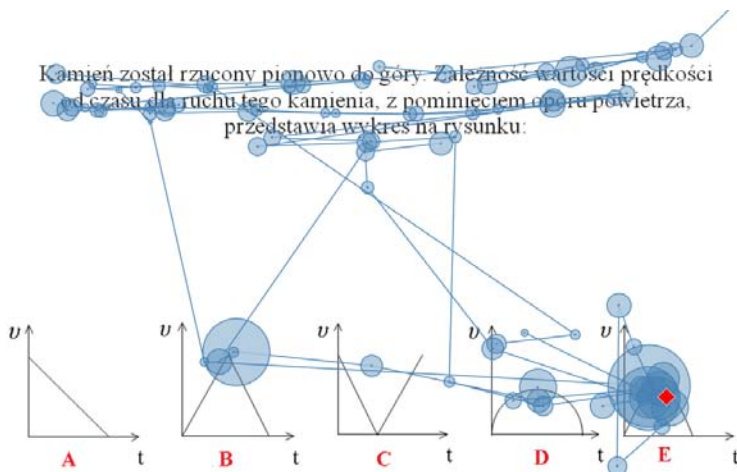 Kamień został rzucony pionowo do góry. Zależność wartości prędkości
od czasu dla ruchu tego kamienia, z pominięciem oporu powietrza,
przedstawia wykres na rysunku:
υ υ υ υ υ
A t B t C t D t E t